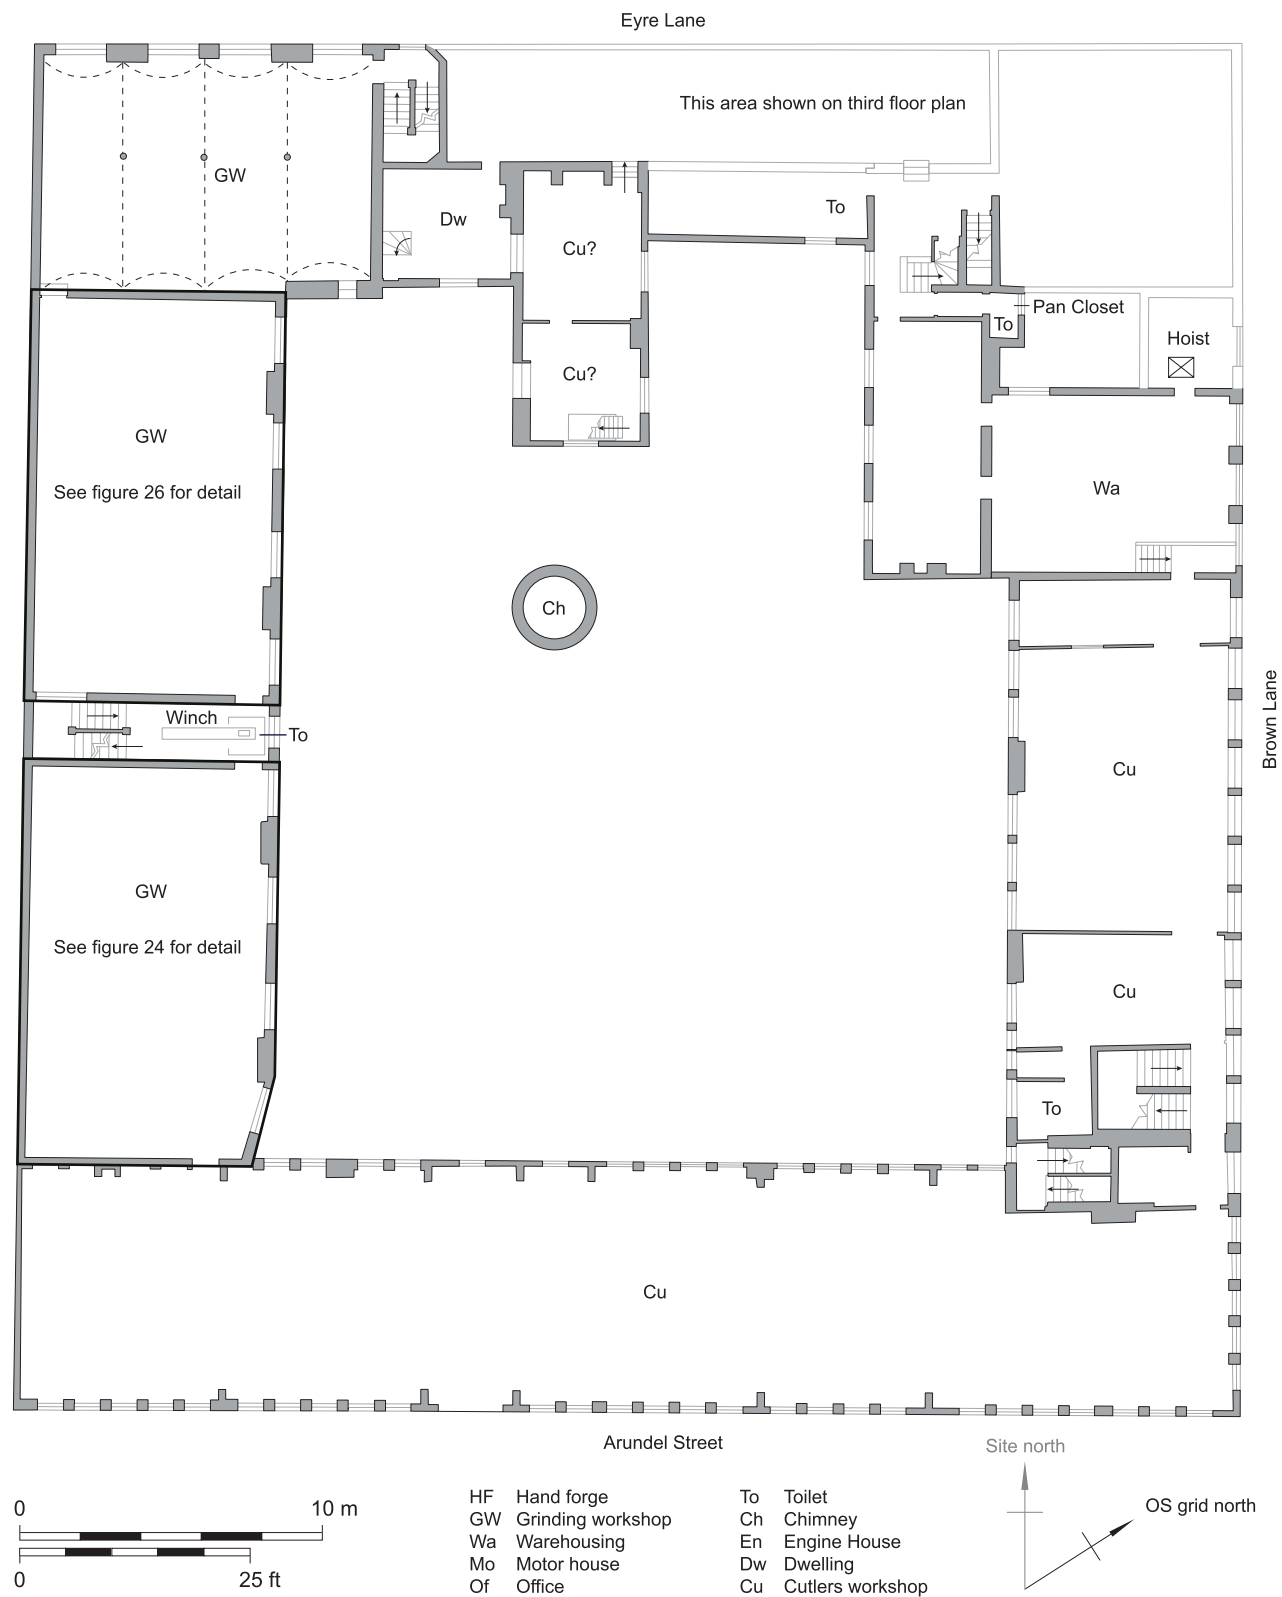 Eyre Lane
This area shown on third floor plan
GW
To
Dw
Cu?
Pan Closet
To
Hoist
Cu?
GW
See figure 26 for detail
Wa
Ch
Winch
To
Brown Lane
Cu
GW
See figure 24 for detail
Cu
To
Cu
Arundel Street
Site north
OS grid north
0 10 m
0 25 ft
HF Hand forge
GW Grinding workshop
Wa Warehousing
Mo Motor house
Of Office
To Toilet
Ch Chimney
En Engine House
Dw Dwelling
Cu Cutlers workshop